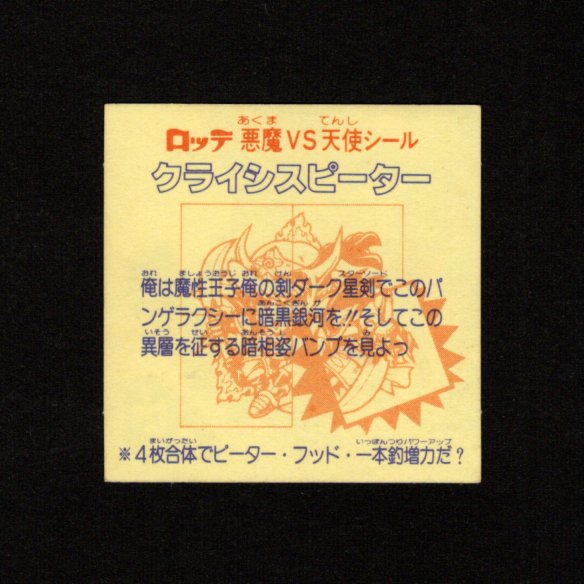 あくま てんし
ロッテ 悪魔VS天使シール
クライシスピーター
おれ ましょうおうじ おれ けん スターソード
俺は魔性王子俺の剣ダーク星剣でこのパ
あんこくぎんが
ンゲラクシーに暗黒銀河を!!そしてこの
いそう せい あんそうし み
異層を征する暗相姿バンプを見よっ
まいがったい いっぽんつりパワーアップ
※4枚合体でピーター・フッド・一本釣増力だ?